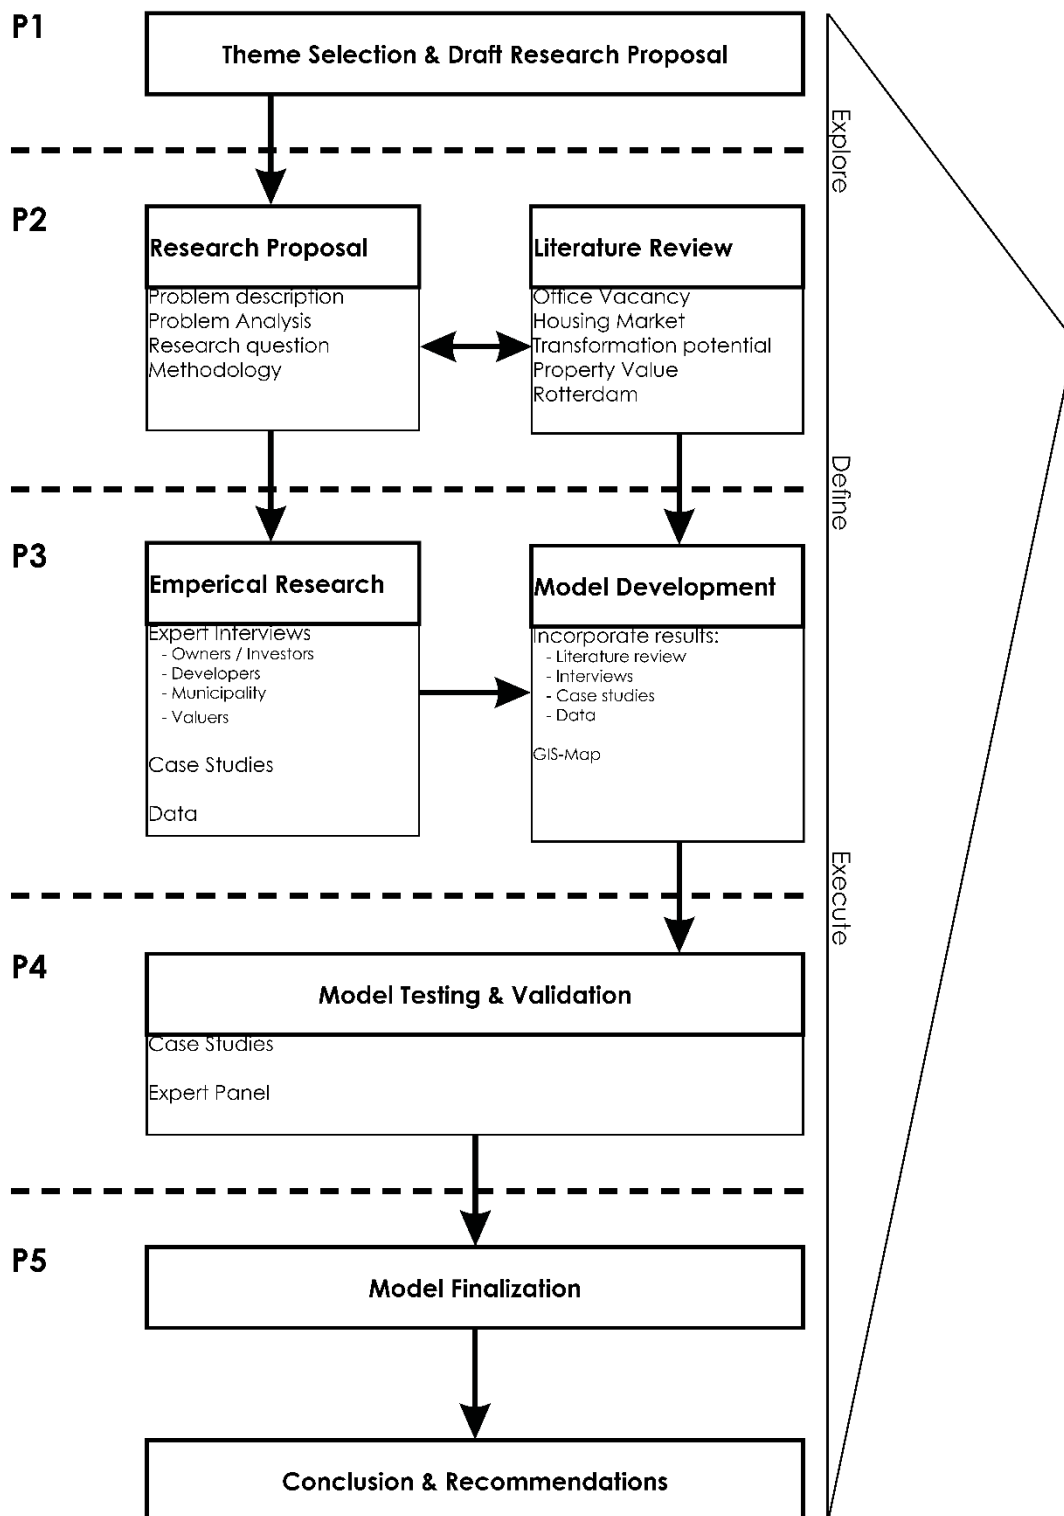 P1
Theme Selection & Draft Research Proposal
Explore
P2
Research Proposal
Problem description
Problem Analysis
Research question
Methodology
Literature Review
Office Vacancy
Housing Market
Transformation potential
Property Value
Rotterdam
Define
P3
Emperical Research
Expert Interviews
- Owners / Investors
- Developers
- Municipality
- Valuers
Case Studies
Data
Model Development
Incorporate results:
- Literature review
- Interviews
- Case studies
- Data
GIS-Map
Execute
P4
Model Testing & Validation
Case Studies
Expert Panel
P5
Model Finalization
Conclusion & Recommendations